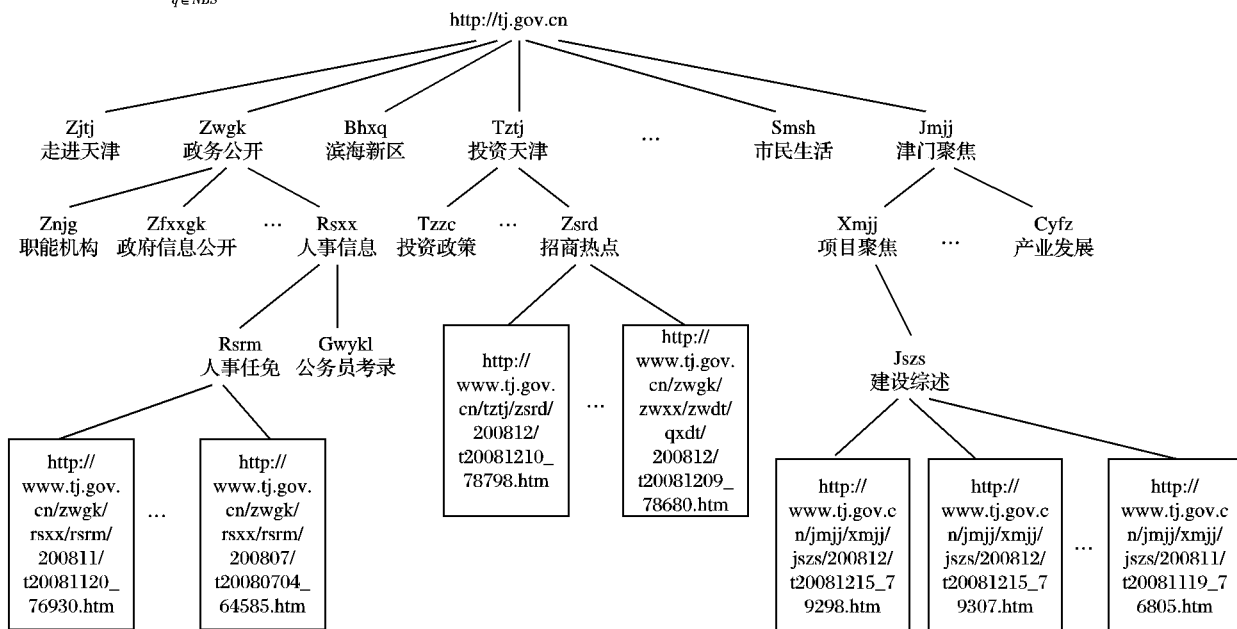 q∈NBS
http://tj.gov.cn
Zjtj
走进天津
Zwgk
政务公开
Bhxq
滨海新区
Tztj
投资天津
...
Smsh
市民生活
Jmjj
津门聚焦
Znjg
职能机构
Zfxxgk
政府信息公开
...
Rsxx
人事信息
Tzzc
投资政策
...
Zsrd
招商热点
Xmjj
项目聚焦
...
Cyfz
产业发展
Rsrm
人事任免
Gwykl
公务员考录
http://
www.tj.gov.
cn/tztj/zsrd/
200812/
t20081210_
78798.htm
...
http://
www.tj.gov.
cn/zwgk/
zwxx/zwdt/
qxdt/
200812/
t20081209_
78680.htm
Jszs
建设综述
http://
www.tj.gov.
cn/zwgk/
rsxx/rsrm/
200811/
t20081120_
76930.htm
...
http://
www.tj.gov.
cn/zwgk/
rsxx/rsrm/
200807/
t20080704_
64585.htm
http://
www.tj.gov.c
n/jmjj/xmjj/
jszs/200812/
t20081215_7
9298.htm
http://
www.tj.gov.c
n/jmjj/xmjj/
jszs/200812/
t20081215_7
9307.htm
...
http://
www.tj.gov.c
n/jmjj/xmjj/
jszs/200811/
t20081119_7
6805.htm